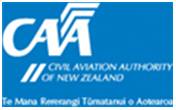 CAA
CIVIL AVIATION AUTHORITY
OF NEW ZEALAND
Te Mana Rererangi Tūmatanui o Aotearoa